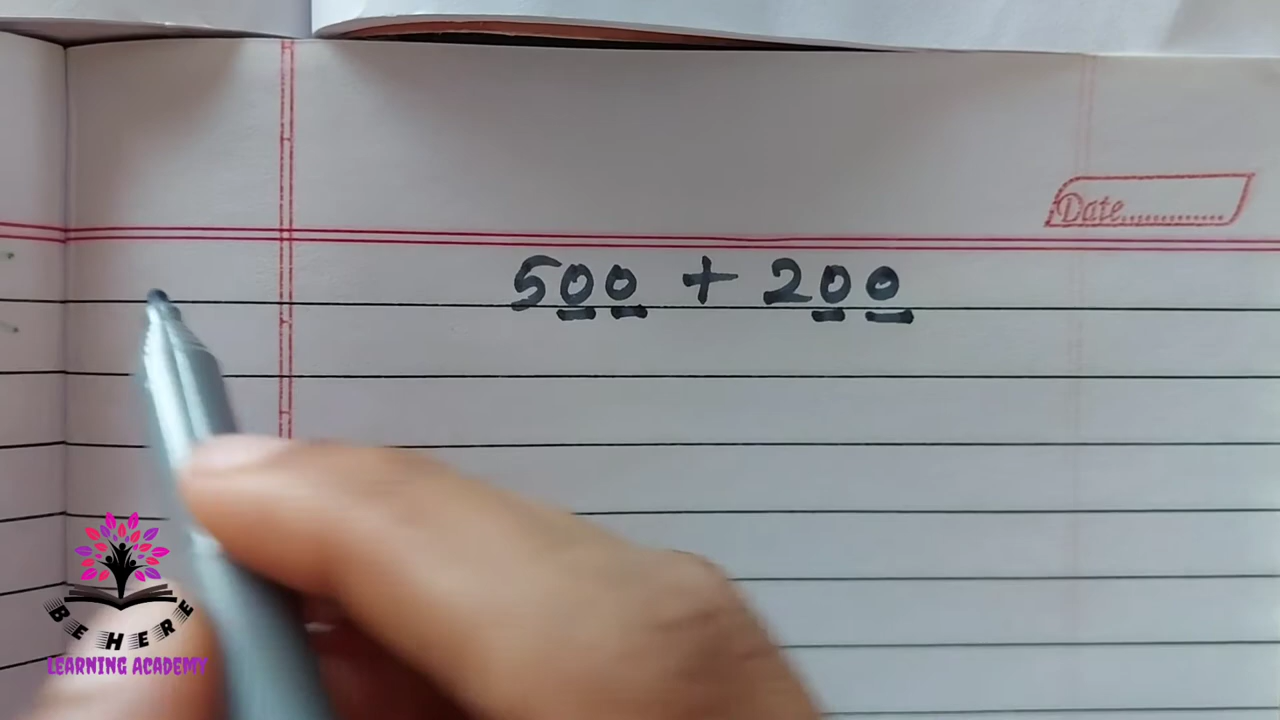 Date............
500 + 200
BE HERE
LEARNING ACADEMY